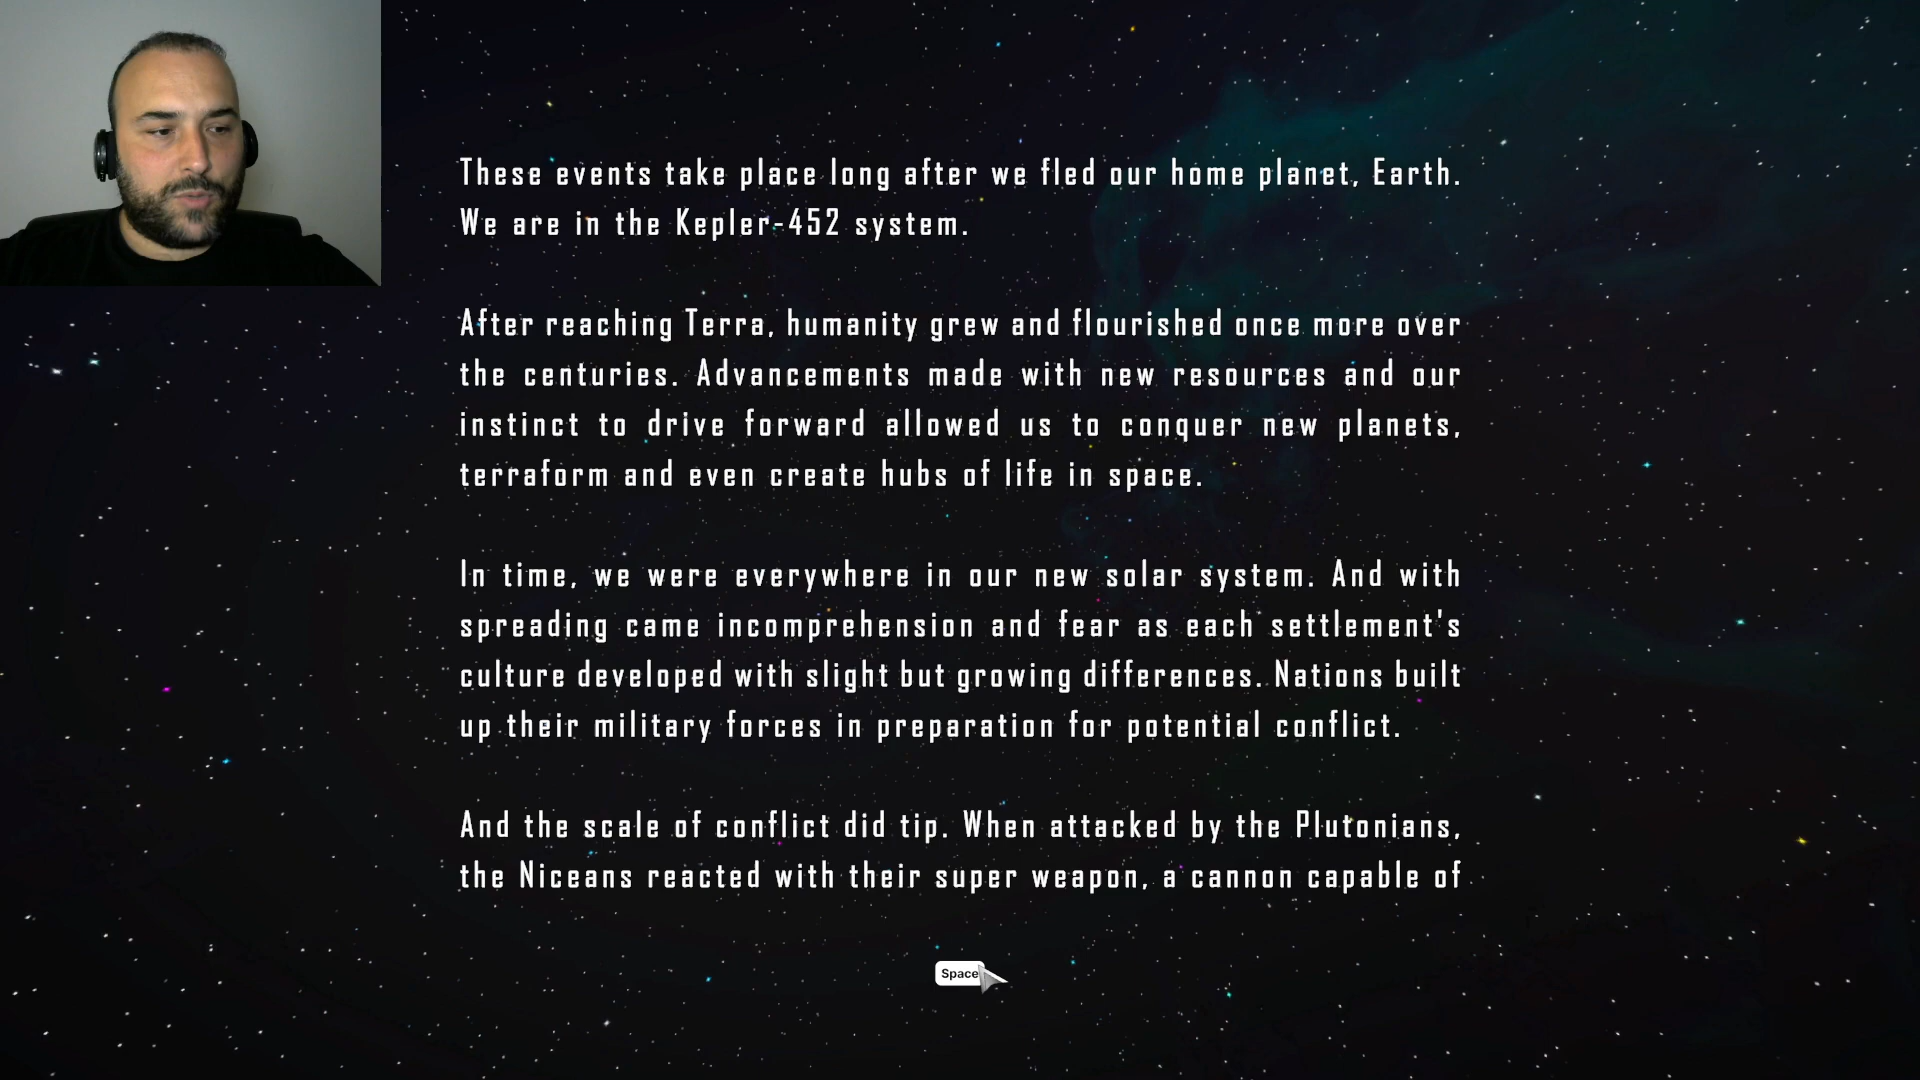 These events take place long after we fled our home planet, Earth.
We are in the Kepler-452 system.
After reaching Terra, humanity grew and flourished once more over
the centuries. Advancements made with new resources and our
instinct to drive forward allowed us to conquer new planets,
terraform and even create hubs of life in space.
In time, we were everywhere in our new solar system. And with
spreading came incomprehension and fear as each settlement's
culture developed with slight but growing differences. Nations built
up their military forces in preparation for potential conflict.
And the scale of conflict did tip. When attacked by the Plutonians,
the Niceans reacted with their super weapon, a cannon capable of
Space